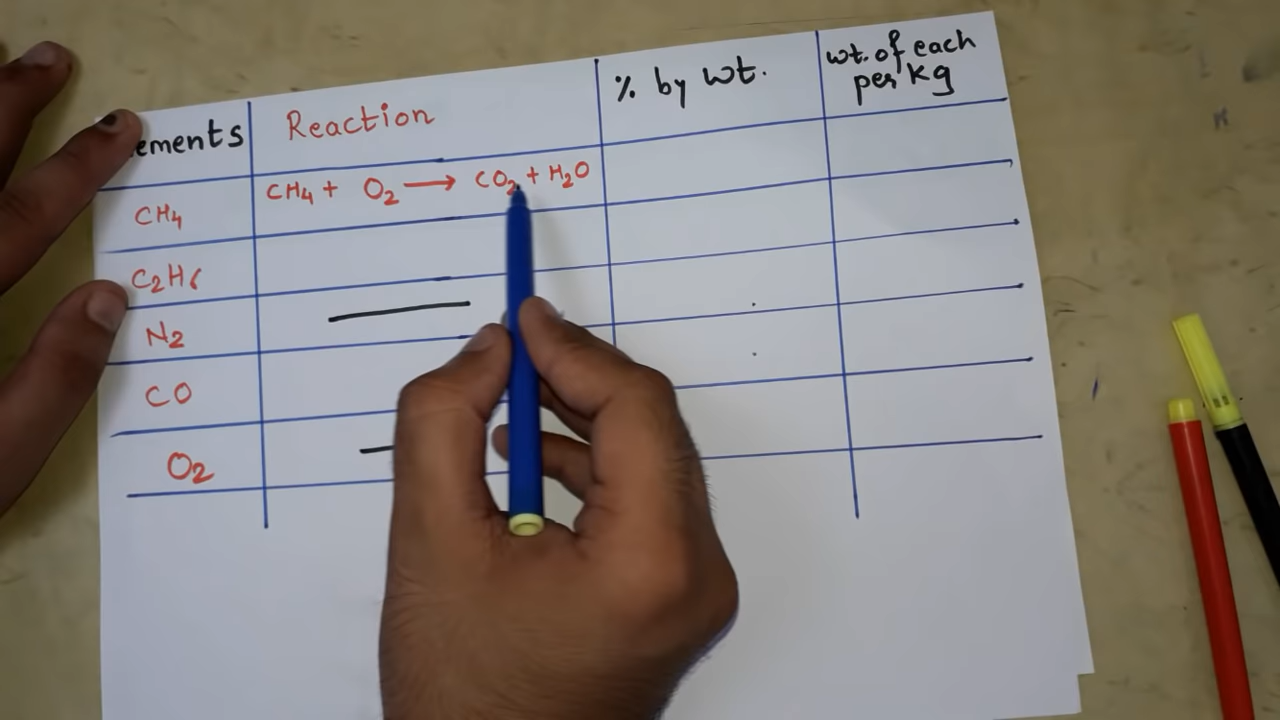 ements Reaction % by wt. wt. of each per kg
CH4 CH4 + O2 → CO2 + H2O
C2H6
N2
CO
O2